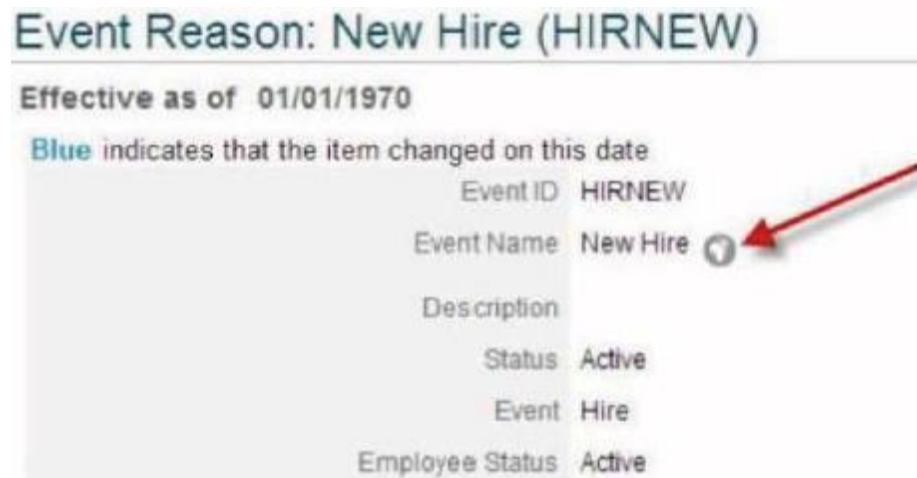 Event Reason: New Hire (HIRNEW)
Effective as of 01/01/1970
Blue indicates that the item changed on this date
Event ID HIRNEW
Event Name New Hire
Description
Status Active
Event Hire
Employee Status Active